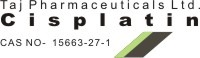 Taj Pharmaceuticals Ltd.
Cisplatin
CAS NO- 15663-27-1